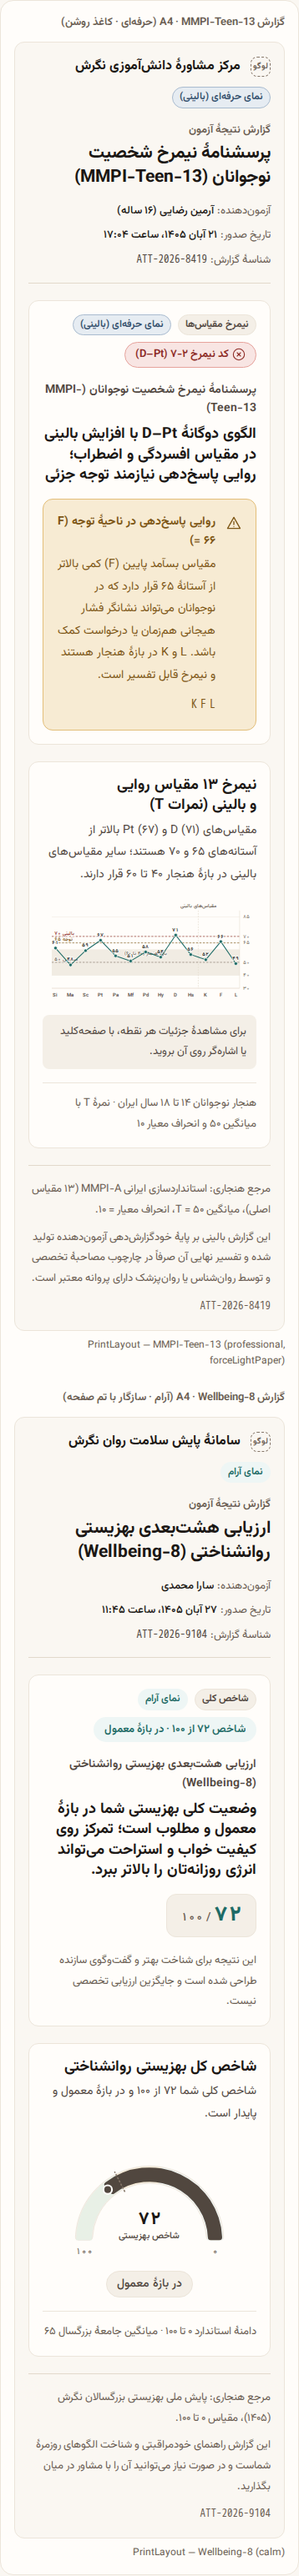 گزارش A4 · MMPI-Teen-13 (حرفه‌ای · کاغذ روشن)
لوگو
مرکز مشاورهٔ دانش‌آموزی نگرش
نمای حرفه‌ای (بالینی)
گزارش نتیجهٔ آزمون
پرسشنامهٔ نیمرخ شخصیت
نوجوانان (MMPI-Teen-13)
آزمون‌دهنده: آرمین رضایی (۱۶ ساله)
تاریخ صدور: ۲۱ آبان ۱۴۰۵، ساعت ۱۷:۰۴
شناسهٔ گزارش: ATT-2026-8419
نیمرخ مقیاس‌ها
نمای حرفه‌ای (بالینی)
کد نیمرخ ۲-۷ (D–Pt)
پرسشنامهٔ نیمرخ شخصیت نوجوانان (MMPI-
Teen-13)
الگوی دوگانهٔ D–Pt با افزایش بالینی
در مقیاس افسردگی و اضطراب؛
روایی پاسخ‌دهی نیازمند توجه جزئی
روایی پاسخ‌دهی در ناحیهٔ توجه (F
= ۶۶)
مقیاس بسآمد پایین (F) کمی بالاتر
از آستانهٔ ۶۵ قرار دارد که در
نوجوانان می‌تواند نشانگر فشار
هیجانی هم‌زمان یا درخواست کمک
باشد. L و K در بازهٔ هنجار هستند
و نیمرخ قابل تفسیر است.
K F L
نیمرخ ۱۳ مقیاس روایی
و بالینی (نمرات T)
مقیاس‌های D (۷۱) و Pt (۶۷) بالاتر از
آستانه‌های ۶۵ و ۷۰ هستند؛ سایر مقیاس‌های
بالینی در بازهٔ هنجار ۴۰ تا ۶۰ قرار دارند.
مقیاس‌های بالینی
Si Ma Sc Pt Pa Mf Pd Hy D Hs K F L
برای مشاهدهٔ جزئیات هر نقطه، با صفحه‌کلید
یا اشاره‌گر روی آن بروید.
هنجار نوجوانان ۱۴ تا ۱۸ سال ایران · نمرهٔ T با
میانگین ۵۰ و انحراف معیار ۱۰
مرجع هنجاری: استانداردسازی ایرانی MMPI-A (۱۳ مقیاس
اصلی)، میانگین T = ۵۰، انحراف معیار = ۱۰.
این گزارش بالینی بر پایهٔ خودگزارش‌دهی آزمون‌دهنده تولید
شده و تفسیر نهایی آن صرفاً در چارچوب مصاحبهٔ تخصصی
و توسط روان‌شناس یا روان‌پزشک دارای پروانه معتبر است.
ATT-2026-8419
PrintLayout — MMPI-Teen-13 (professional,
forceLightPaper)
گزارش A4 · Wellbeing-8 (آرام · سازگار با تم صفحه)
لوگو
سامانهٔ پایش سلامت روان نگرش
نمای آرام
گزارش نتیجهٔ آزمون
ارزیابی هشت‌بعدی بهزیستی
روانشناختی (Wellbeing-8)
آزمون‌دهنده: سارا محمدی
تاریخ صدور: ۲۷ آبان ۱۴۰۵، ساعت ۱۱:۴۵
شناسهٔ گزارش: ATT-2026-9104
شاخص کلی
نمای آرام
شاخص ۷۲ از ۱۰۰ · در بازهٔ معمول
ارزیابی هشت‌بعدی بهزیستی روانشناختی
(Wellbeing-8)
وضعیت کلی بهزیستی شما در بازهٔ
معمول و مطلوب است؛ تمرکز روی
کیفیت خواب و استراحت می‌تواند
انرژی روزانه‌تان را بالاتر ببرد.
۷۲ / ۱۰۰
این نتیجه برای شناخت بهتر و گفت‌وگوی سازنده
طراحی شده است و جایگزین ارزیابی تخصصی
نیست.
شاخص کل بهزیستی روانشناختی
شاخص کلی شما ۷۲ از ۱۰۰ و در بازهٔ معمول و
پایدار است.
۷۲
شاخص بهزیستی
۰
۱۰۰
در بازهٔ معمول
دامنهٔ استاندارد ۰ تا ۱۰۰ · میانگین جامعهٔ بزرگسال ۶۵
مرجع هنجاری: پایش ملی بهزیستی بزرگسالان نگرش
(۱۴۰۵)، مقیاس ۰ تا ۱۰۰.
این گزارش راهنمای خودمراقبتی و شناخت الگوهای روزمرهٔ
شماست و در صورت نیاز می‌توانید آن را با مشاور در میان
بگذارید.
ATT-2026-9104
PrintLayout — Wellbeing-8 (calm)